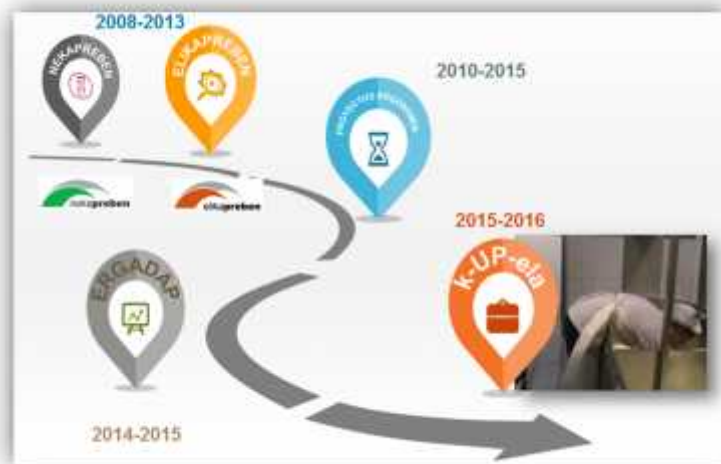 2008-2013
NEKAPREBEN
ELIKAPREBEN
2010-2015
nekapreben
elikapreben
2015-2016
k-UP-ela
ERGADAP
2014-2015